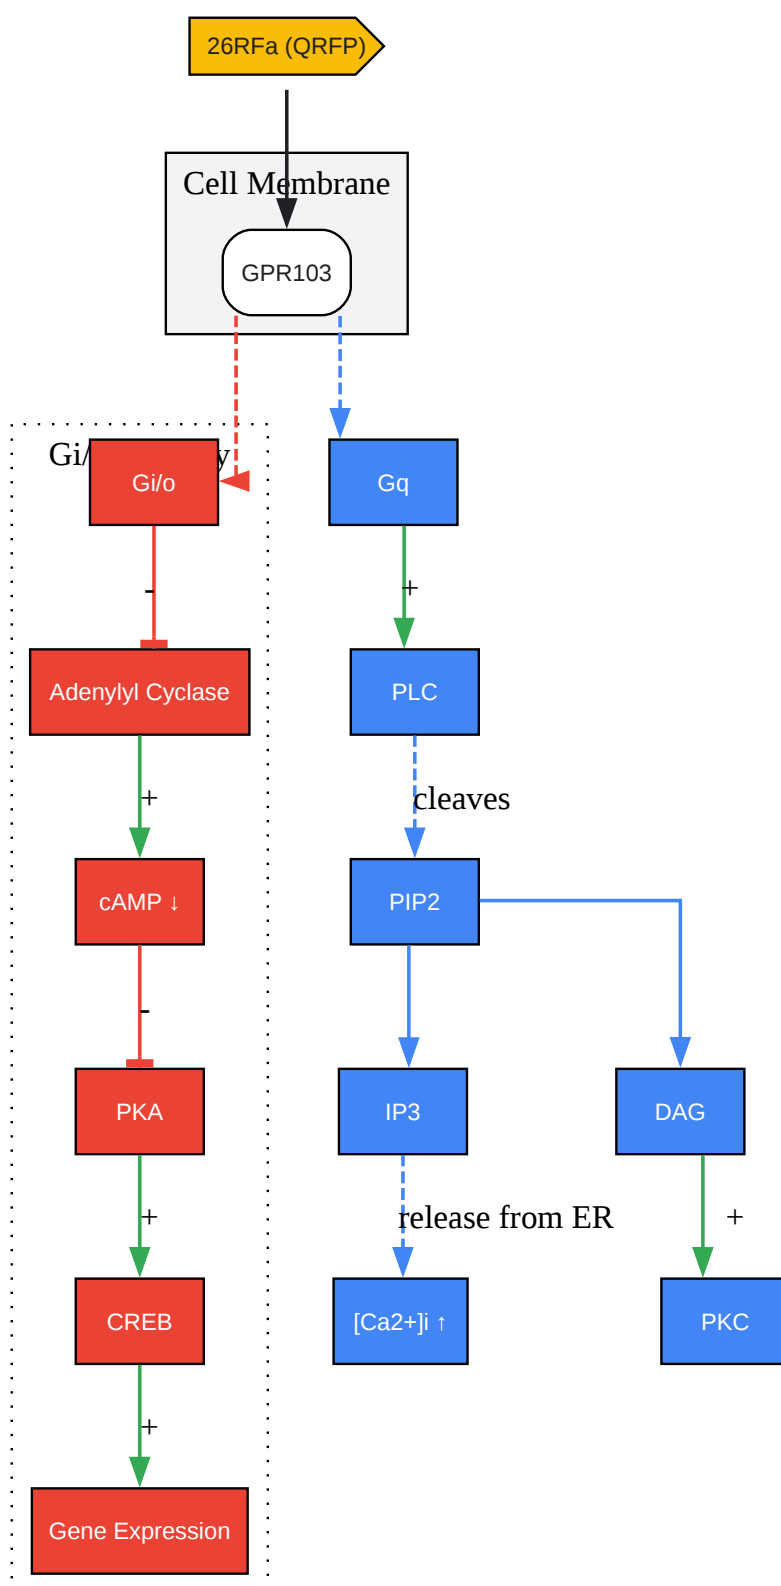 26RFa (QRFP)
Cell Membrane
GPR103
Gi/
y
Gi/o
Gq
-
+
Adenylyl Cyclase
PLC
+
cleaves
cAMP ↓
PIP2
-
PKA
IP3
DAG
+
release from ER
+
CREB
[Ca2+]i ↑
PKC
+
Gene Expression